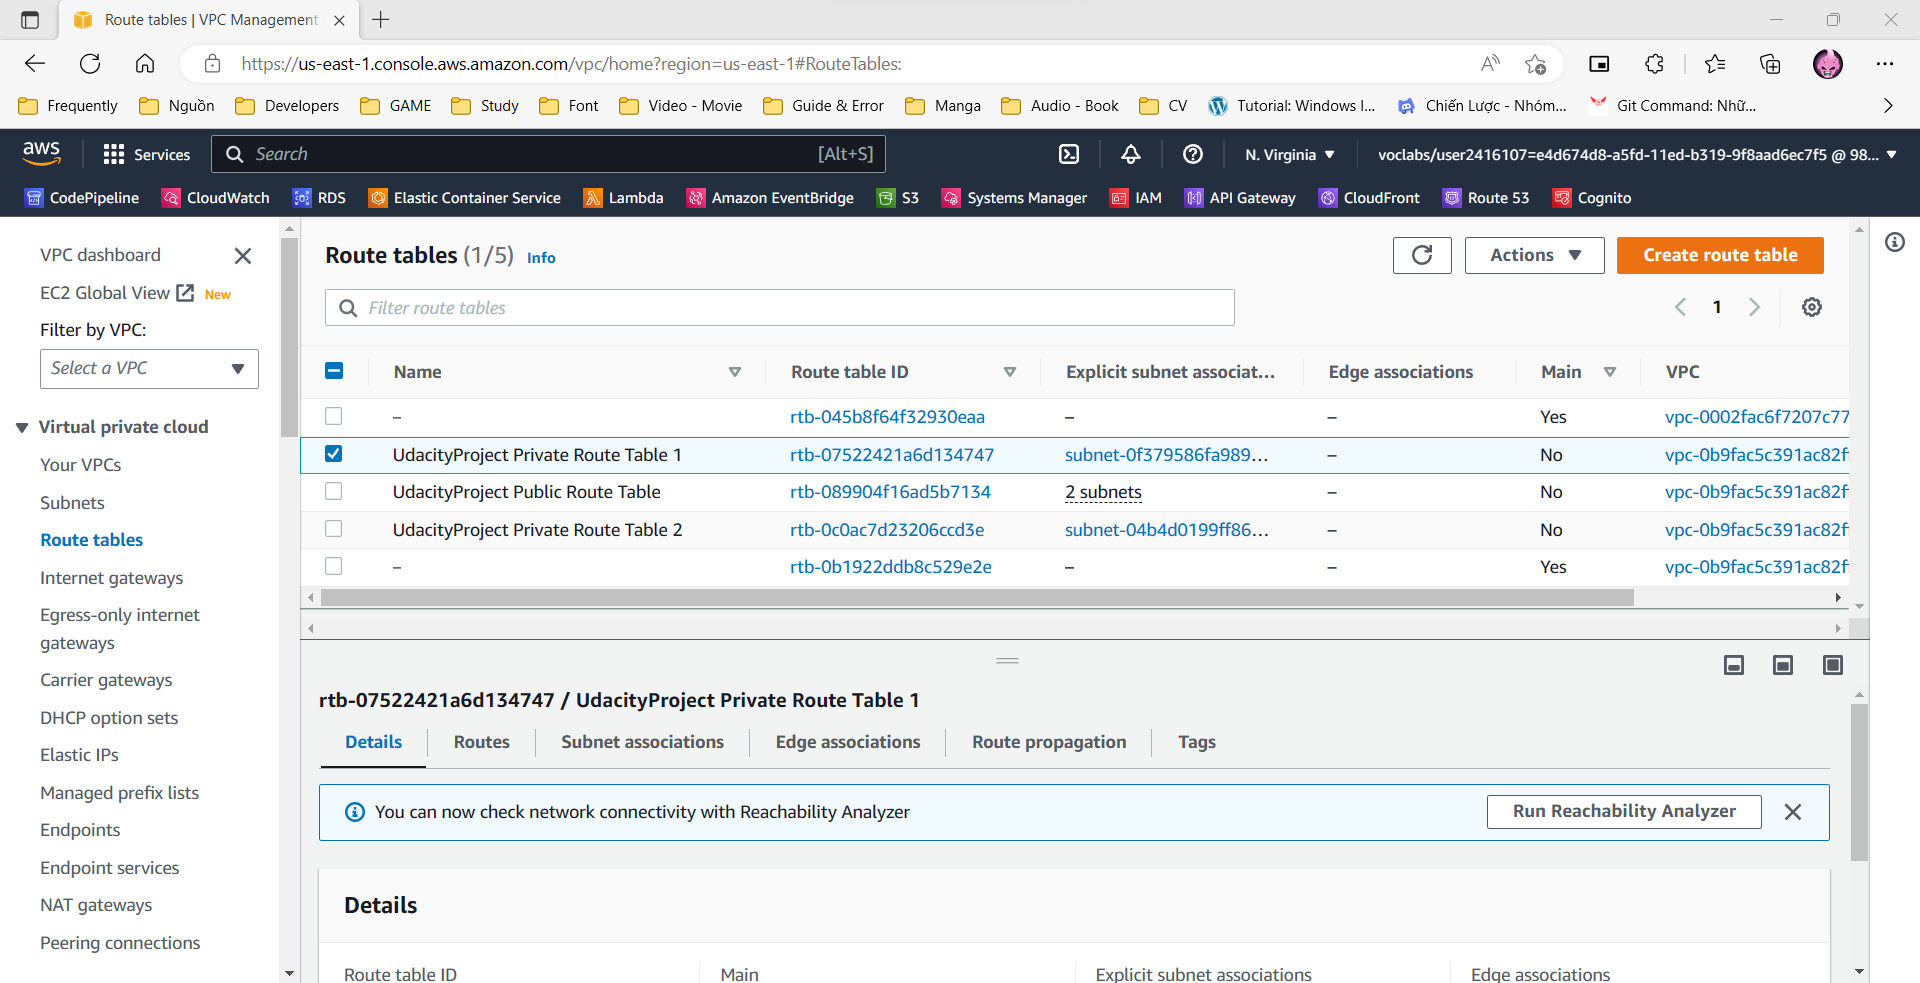 Route tables | VPC Management
https://us-east-1.console.aws.amazon.com/vpc/home?region=us-east-1#RouteTables:
Frequently Nguồn Developers GAME Study Font Video - Movie Guide & Error Manga Audio - Book CV Tutorial: Windows I... Chiến Lược - Nhóm... Git Command: Nhữ...
aws Services Search [Alt+S] N. Virginia voclabs/user2416107=e4d674d8-a5fd-11ed-b319-9f8aad6ec7f5 @ 98...
CodePipeline CloudWatch RDS Elastic Container Service Lambda Amazon EventBridge S3 Systems Manager IAM API Gateway CloudFront Route 53 Cognito
VPC dashboard
EC2 Global View New
Filter by VPC:
Select a VPC
Virtual private cloud
Your VPCs
Subnets
Route tables
Internet gateways
Egress-only internet
gateways
Carrier gateways
DHCP option sets
Elastic IPs
Managed prefix lists
Endpoints
Endpoint services
NAT gateways
Peering connections
Route tables (1/5) Info
Actions
Create route table
Filter route tables
1
Name Route table ID Explicit subnet associat... Edge associations Main VPC
– rtb-045b8f64f32930eaa – – Yes vpc-0002fac6f7207c77
UdacityProject Private Route Table 1 rtb-07522421a6d134747 subnet-0f379586fa989... – No vpc-0b9fac5c391ac82f
UdacityProject Public Route Table rtb-089904f16ad5b7134 2 subnets – No vpc-0b9fac5c391ac82f
UdacityProject Private Route Table 2 rtb-0c0ac7d23206ccd3e subnet-04b4d0199ff86... – No vpc-0b9fac5c391ac82f
– rtb-0b1922ddb8c529e2e – – Yes vpc-0b9fac5c391ac82f
rtb-07522421a6d134747 / UdacityProject Private Route Table 1
Details Routes Subnet associations Edge associations Route propagation Tags
You can now check network connectivity with Reachability Analyzer
Run Reachability Analyzer
Details
Route table ID Main Explicit subnet associations Edge associations